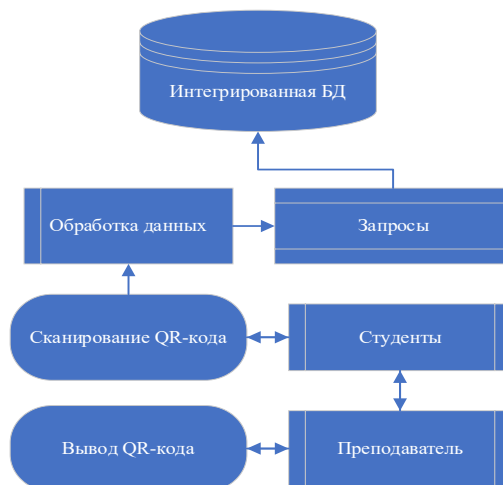 Интегрированная БД
Обработка данных
Запросы
Сканирование QR-кода
Студенты
Вывод QR-кода
Преподаватель